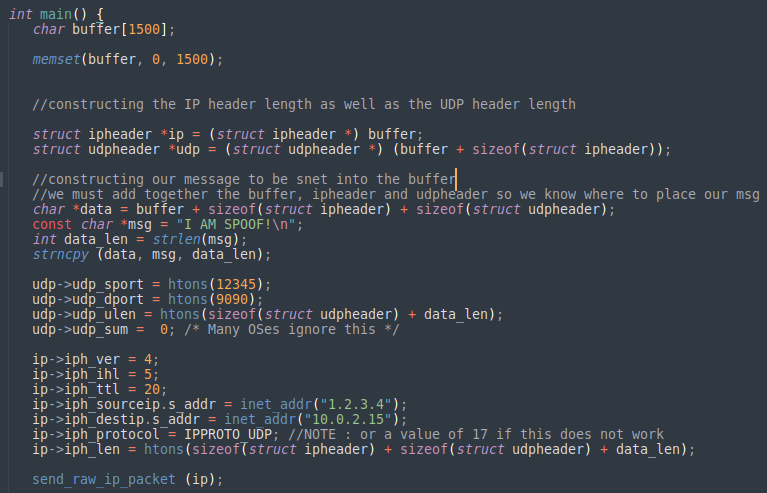 int main() {
char buffer[1500];
memset(buffer, 0, 1500);
//constructing the IP header length as well as the UDP header length
struct ipheader *ip = (struct ipheader *) buffer;
struct udpheader *udp = (struct udpheader *) (buffer + sizeof(struct ipheader));
//constructing our message to be snet into the buffer
//we must add together the buffer, ipheader and udpheader so we know where to place our msg
char *data = buffer + sizeof(struct ipheader) + sizeof(struct udpheader);
const char *msg = "I AM SPOOF!\n";
int data_len = strlen(msg);
strncpy (data, msg, data_len);
udp->udp_sport = htons(12345);
udp->udp_dport = htons(9090);
udp->udp_ulen = htons(sizeof(struct udpheader) + data_len);
udp->udp_sum =  0; /* Many OSes ignore this */
ip->iph_ver = 4;
ip->iph_ihl = 5;
ip->iph_ttl = 20;
ip->iph_sourceip.s_addr = inet_addr("1.2.3.4");
ip->iph_destip.s_addr = inet_addr("10.0.2.15");
ip->iph_protocol = IPPROTO_UDP; //NOTE : or a value of 17 if this does not work
ip->iph_len = htons(sizeof(struct ipheader) + sizeof(struct udpheader) + data_len);
send_raw_ip_packet (ip);